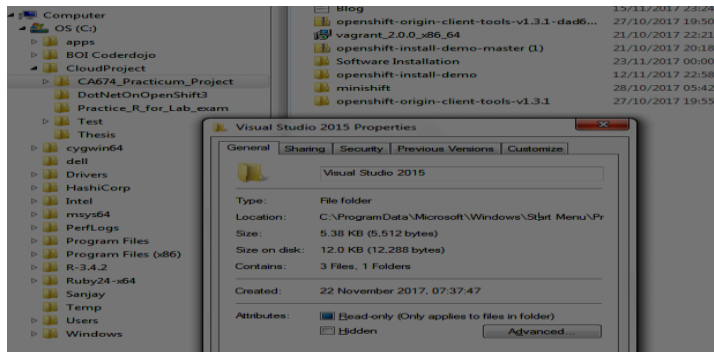 Computer
OS (C:)
apps
BOI Coderdojo
CloudProject
CA674_Practicum_Project
DotNetOnOpenShift3
Practice_R_for_Lab_exam
Test
Thesis
cygwin64
dell
Drivers
HashiCorp
Intel
msys64
PerfLogs
Program Files
Program Files (x86)
R-3.4.2
Ruby24-x64
Sanjay
Temp
Users
Windows
Blog 15/11/2017 23:24
openshift-origin-client-tools-v1.3.1-dad6... 27/10/2017 19:50
vagrant_2.0.0_x86_64 21/10/2017 22:21
openshift-install-demo-master (1) 21/10/2017 20:18
Software Installation 23/11/2017 00:00
openshift-install-demo 12/11/2017 22:58
minishift 28/10/2017 05:42
openshift-origin-client-tools-v1.3.1 27/10/2017 19:55
Visual Studio 2015 Properties
General Sharing Security Previous Versions Customize
Visual Studio 2015
Type: File folder
Location: C:\ProgramData\Microsoft\Windows\Start Menu\Pr
Size: 5.38 KB (5,512 bytes)
Size on disk: 12.0 KB (12,288 bytes)
Contains: 3 Files, 1 Folders
Created: 22 November 2017, 07:37:47
Attributes: Read-only (Only applies to files in folder)
Hidden Advanced...